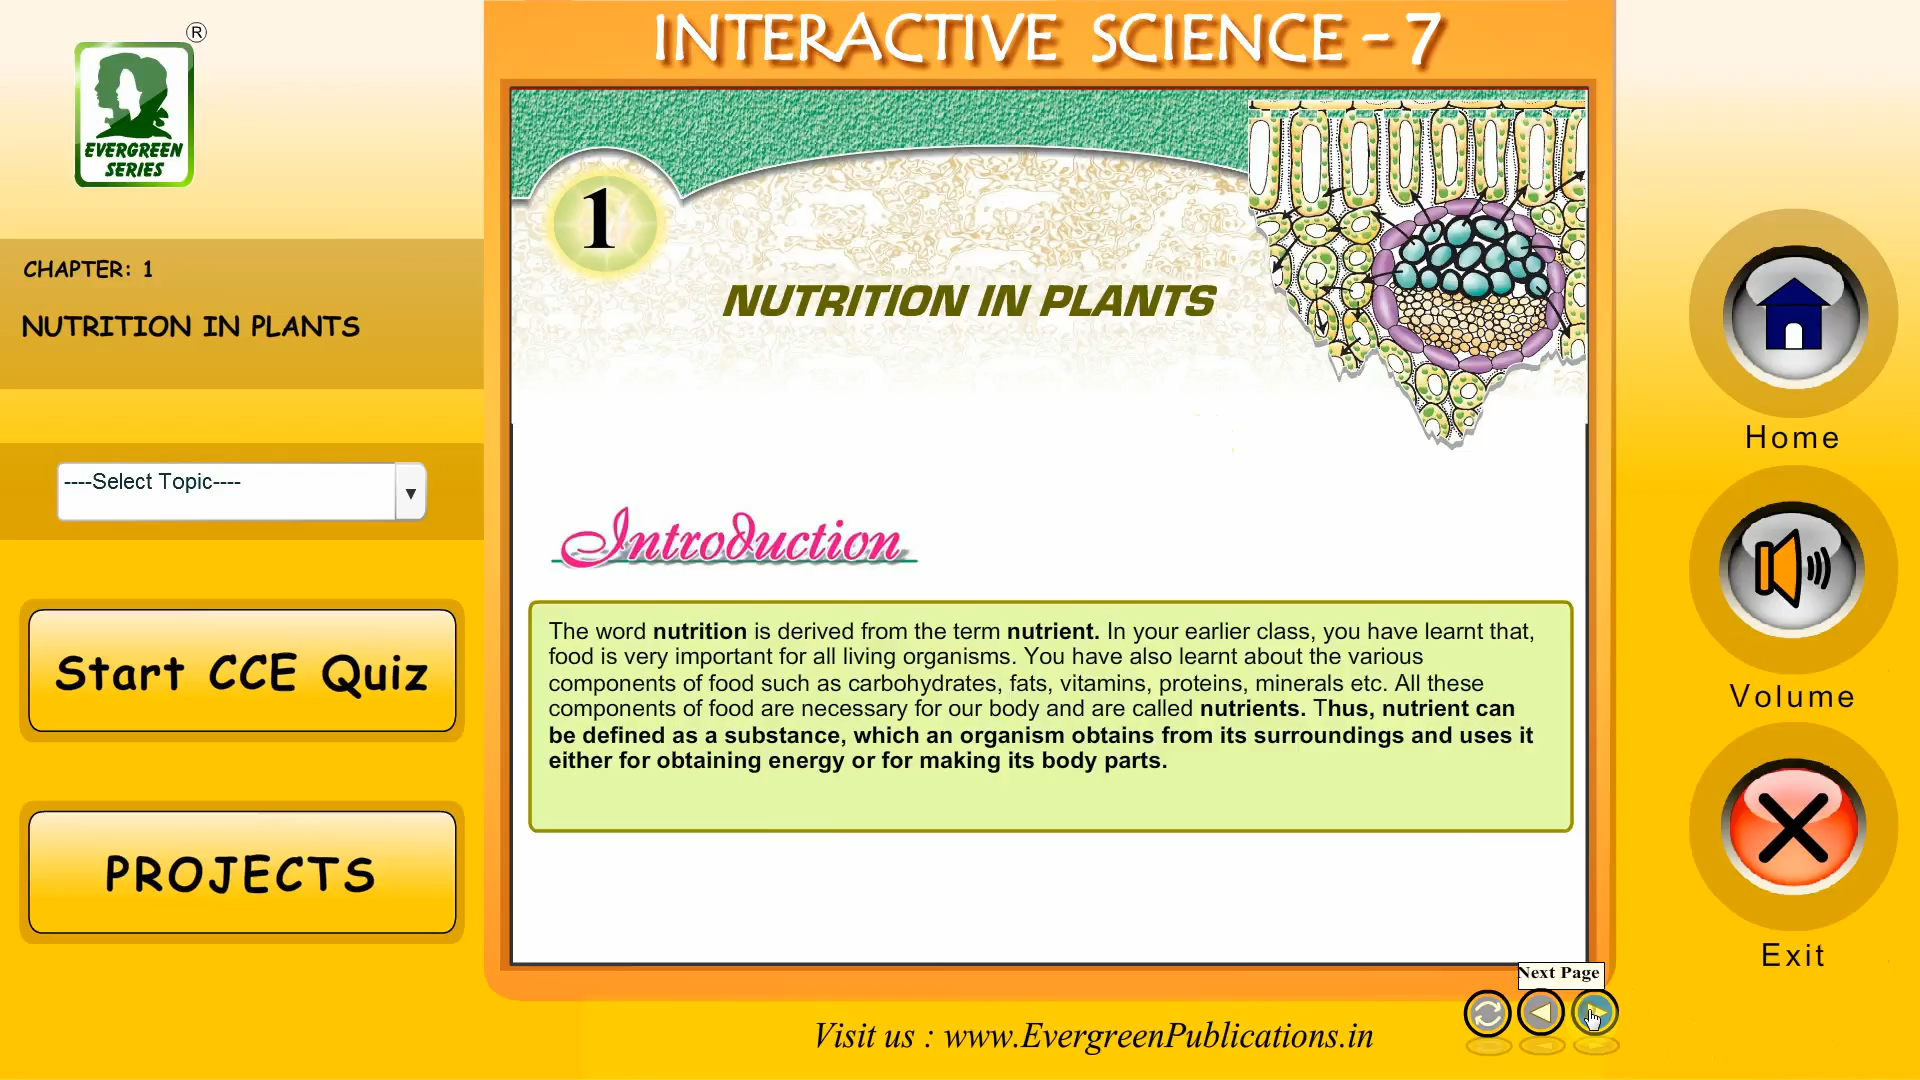 INTERACTIVE SCIENCE - 7
®
EVERGREEN
SERIES
CHAPTER: 1
NUTRITION IN PLANTS
----Select Topic----
Start CCE Quiz
PROJECTS
1
NUTRITION IN PLANTS
Introduction
The word nutrition is derived from the term nutrient. In your earlier class, you have learnt that,
food is very important for all living organisms. You have also learnt about the various
components of food such as carbohydrates, fats, vitamins, proteins, minerals etc. All these
components of food are necessary for our body and are called nutrients. Thus, nutrient can
be defined as a substance, which an organism obtains from its surroundings and uses it
either for obtaining energy or for making its body parts.
Home
Volume
Exit
Next Page
Visit us : www.EvergreenPublications.in